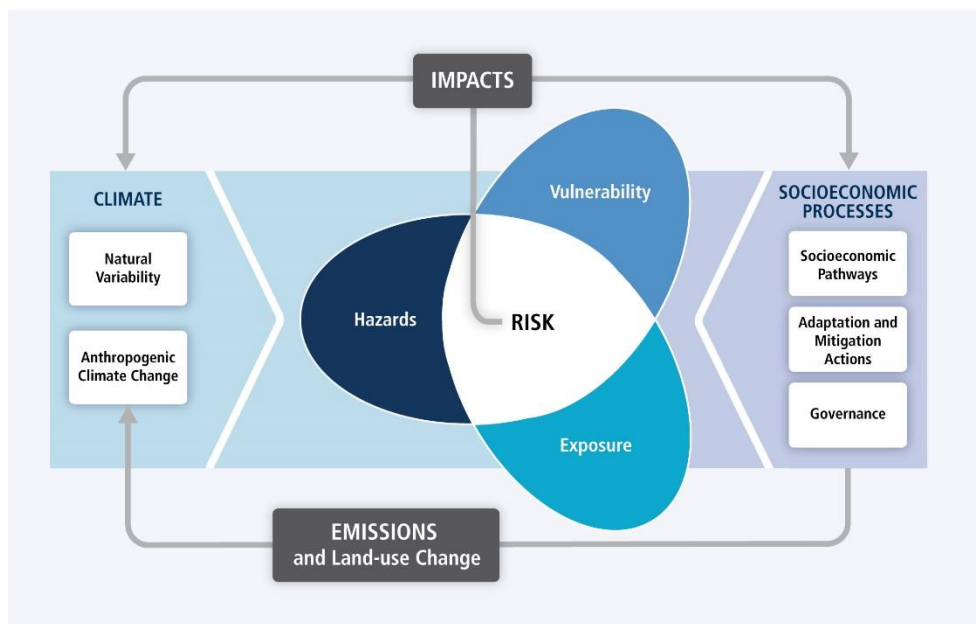 IMPACTS
CLIMATE
Natural
Variability
Anthropogenic
Climate Change
Vulnerability
Hazards
RISK
Exposure
SOCIOECONOMIC
PROCESSES
Socioeconomic
Pathways
Adaptation and
Mitigation
Actions
Governance
EMISSIONS
and Land-use Change